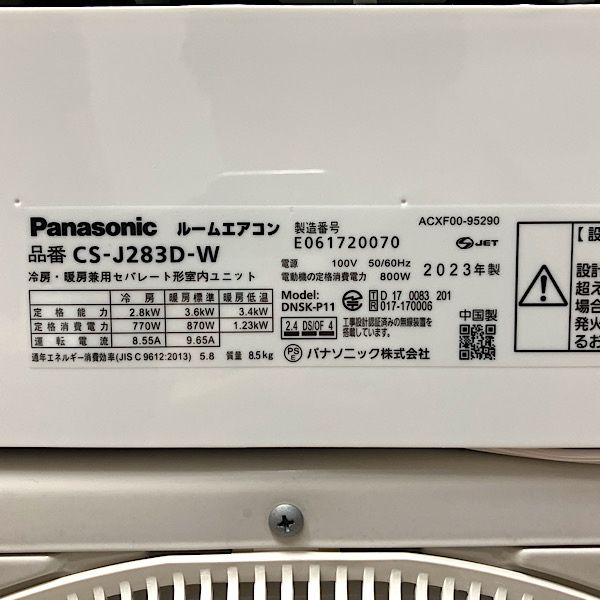 Panasonic ルームエアコン
品番 CS-J283D-W
冷房・暖房兼用セパレート形室内ユニット
冷房 暖房標準 暖房低温
定格能力 2.8kW 3.6kW 3.4kW
定格消費電力 770W 870W 1.23kW
運転電流 8.55A 9.65A
通年エネルギー消費効率(JIS C 9612:2013) 5.8 質量 8.5kg
製造番号
E061720070
電源 100V 50/60Hz
電動機の定格消費電力 800W
Model:
DNSK-P11
T D 17 0083 201
R 017-170006
2.4 DS/OF 4
工事設計認証済みの無線装置を
搭載しています。
PS
E パナソニック株式会社
ACXF00-95290
S JET
2023年製
中国製
【設
設計
超え
場合
発火
るお